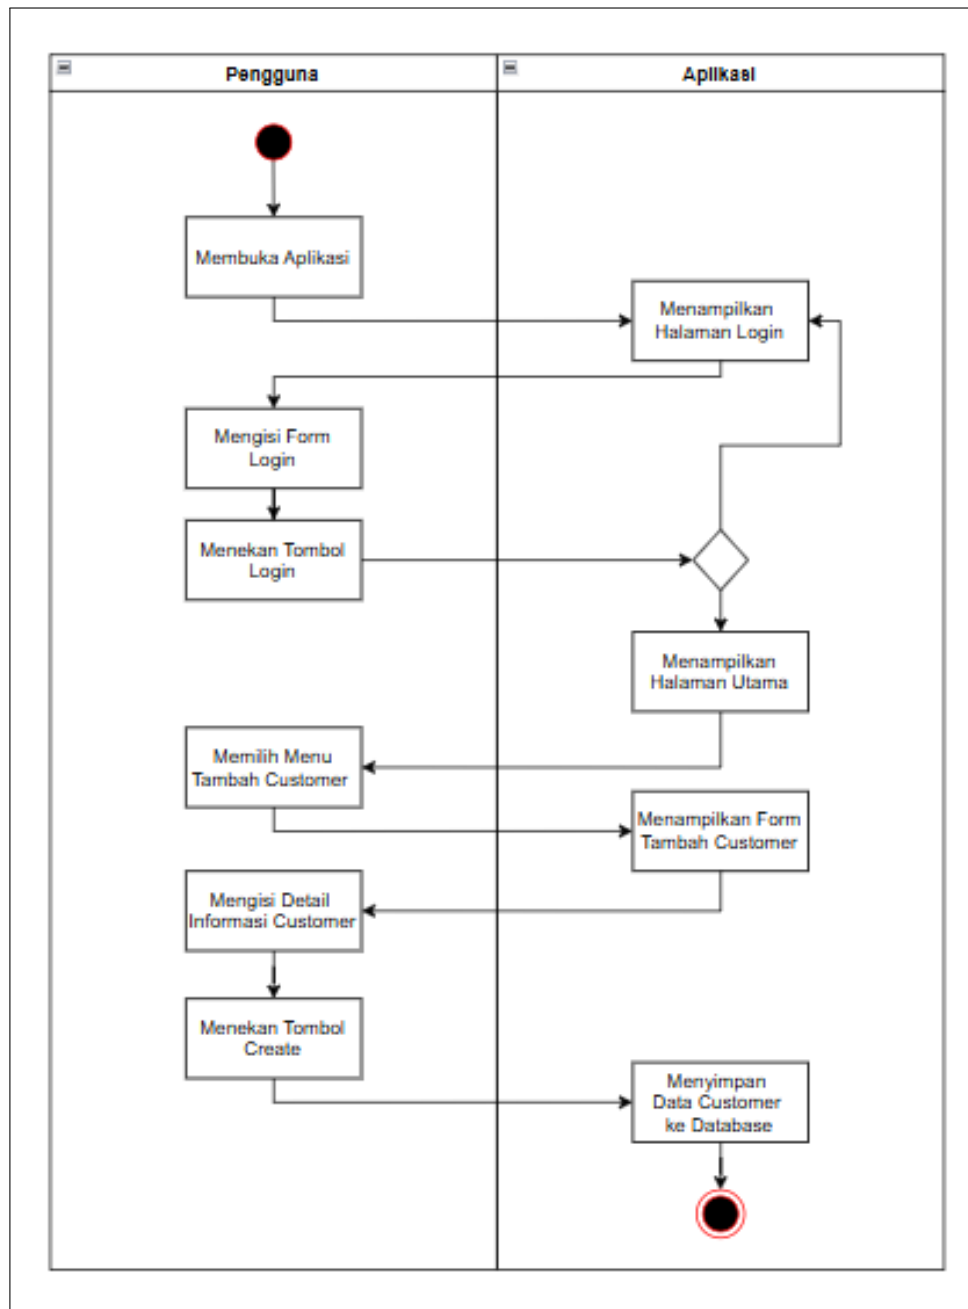 Pengguna
Aplikasi
Membuka Aplikasi
Menampilkan
Halaman Login
Mengisi Form
Login
Menekan Tombol
Login
Menampilkan
Halaman Utama
Memilih Menu
Tambah Customer
Menampilkan Form
Tambah Customer
Mengisi Detail
Informasi Customer
Menekan Tombol
Create
Menyimpan
Data Customer
ke Database